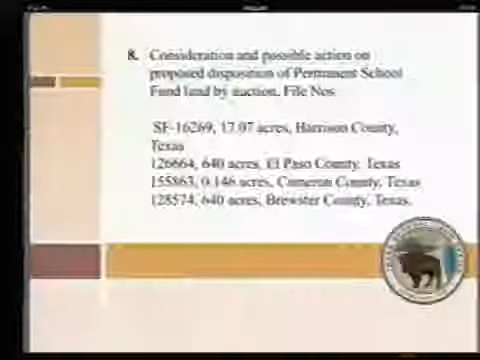 8. Consideration and possible action on
proposed disposition of Permanent School
Fund land by auction, File Nos.
SF-16269, 17.07 acres, Harrison County,
Texas
126664, 640 acres, El Paso County, Texas
155863, 0.146 acres, Cameron County, Texas
128574, 640 acres, Brewster County, Texas.